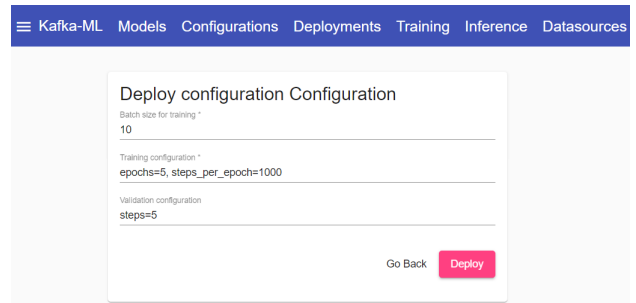 Kafka-ML Models Configurations Deployments Training Inference Datasources
Deploy configuration Configuration
Batch size for training *
10
Training configuration *
epochs=5, steps_per_epoch=1000
Validation configuration
steps=5
Go Back Deploy